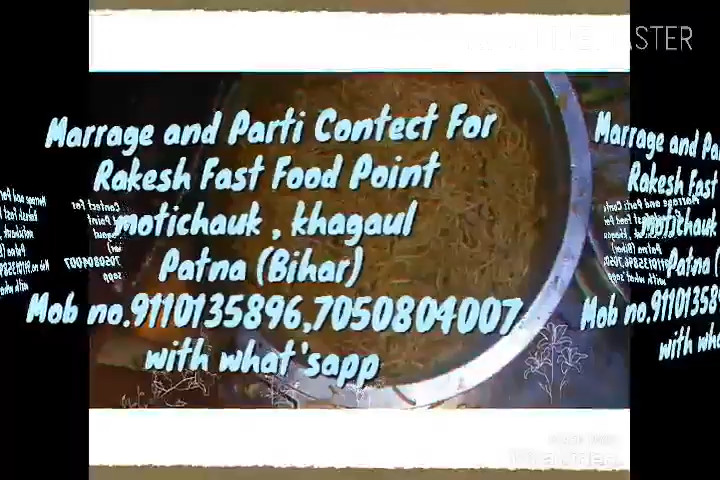 Marrage and Parti Contect For
Rakesh Fast Food Point
motichauk , khagaul
Patna (Bihar)
Mob no.9110135896,7050804007
with what'sapp